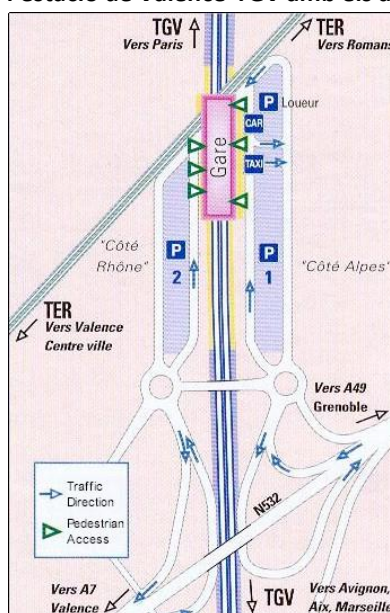 l'estació de Valence TGV amb els a
TGV
Vers Paris
TER
Vers Romans
P
Loueur
CAR
Gare
TAXI
"Côté
Rhône"
P
2
P
1
"Côté Alpes"
TER
Vers Valence
Centre ville
Vers A49
Grenoble
Traffic
Direction
Pedestrian
Access
N532
Vers A7
Valence
TGV
Vers Avignon,
Aix, Marseille